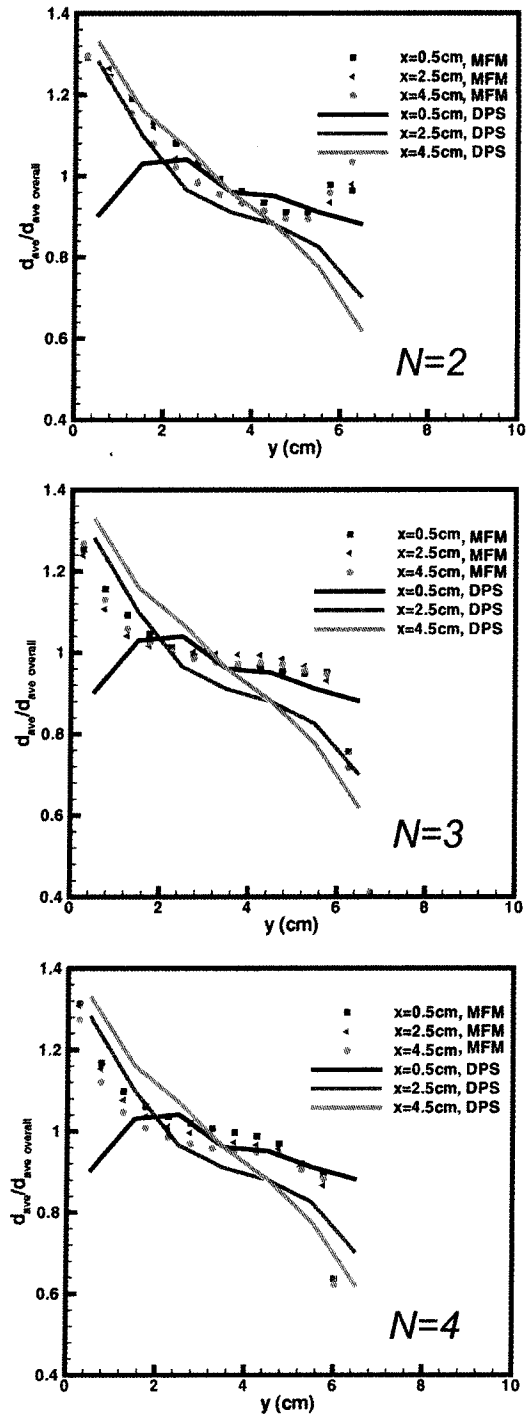 1.4
x=0.5cm, MFM
x=2.5cm, MFM
x=4.5cm, MFM
x=0.5cm, DPS
x=2.5cm, DPS
x=4.5cm, DPS
1.2
1
0.8
0.6
0.4
d_ave/d_ave overall
N=2
0 2 4 6 8 10
y (cm)
1.4
x=0.5cm, MFM
x=2.5cm, MFM
x=4.5cm, MFM
x=0.5cm, DPS
x=2.5cm, DPS
x=4.5cm, DPS
1.2
1
0.8
0.6
0.4
d_ave/d_ave overall
N=3
0 2 4 6 8 10
y (cm)
1.4
x=0.5cm, MFM
x=2.5cm, MFM
x=4.5cm, MFM
x=0.5cm, DPS
x=2.5cm, DPS
x=4.5cm, DPS
1.2
1
0.8
0.6
0.4
d_ave/d_ave overall
N=4
0 2 4 6 8 10
y (cm)